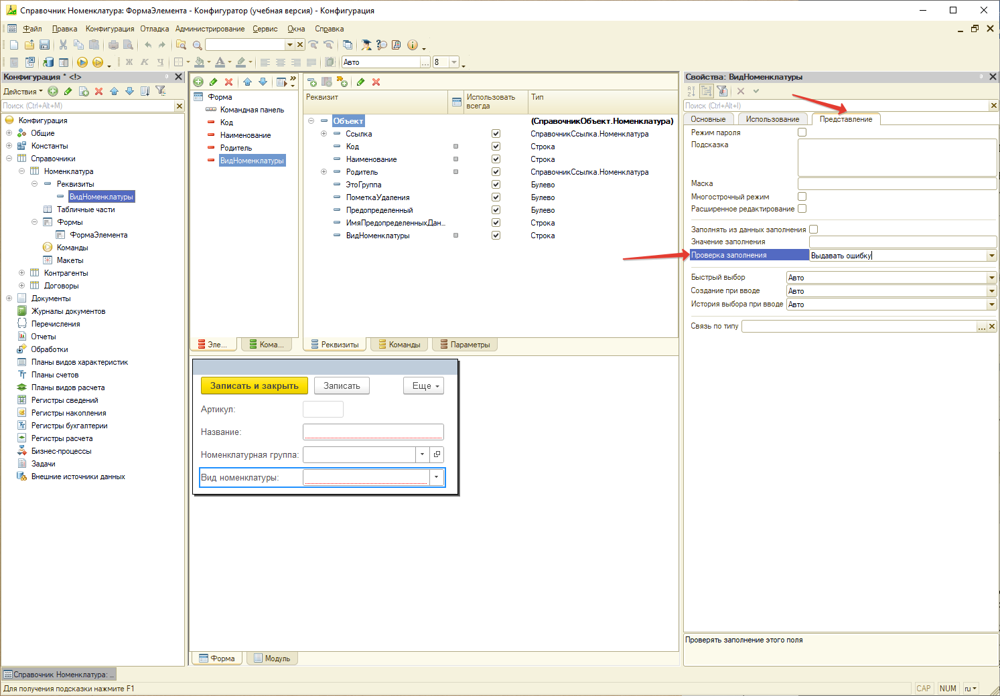 Справочник Номенклатура: ФормаЭлемента - Конфигуратор (учебная версия) - Конфигурация
Файл Правка Конфигурация Отладка Администрирование Сервис Окна Справка
Ж К Ч Авто 8
Конфигурация * <!>
Действия
Поиск (Ctrl+Alt+M)
Конфигурация
Общие
Константы
Справочники
Номенклатура
Реквизиты
ВидНоменклатуры
Табличные части
Формы
ФормаЭлемента
Команды
Макеты
Контрагенты
Договоры
Документы
Журналы документов
Перечисления
Отчеты
Обработки
Планы видов характеристик
Планы счетов
Планы видов расчета
Регистры сведений
Регистры накопления
Регистры бухгалтерии
Регистры расчета
Бизнес-процессы
Задачи
Внешние источники данных
Форма
Командная панель
Код
Наименование
Родитель
ВидНоменклатуры
Эле... Кома...
Реквизит Использовать всегда Тип
Объект (СправочникОбъект.Номенклатура)
Ссылка СправочникСсылка.Номенклатура
Код Строка
Наименование Строка
Родитель СправочникСсылка.Номенклатура
ЭтоГруппа Булево
ПометкаУдаления Булево
Предопределенный Булево
ИмяПредопределенныхДан... Строка
ВидНоменклатуры Строка
Реквизиты Команды Параметры
Записать и закрыть Записать Еще
Артикул:
Название:
Номенклатурная группа:
Вид номенклатуры:
Форма Модуль
Свойства: ВидНоменклатуры
Поиск (Ctrl+Alt+I)
Основные Использование Представление
Режим пароля
Подсказка
Маска
Многострочный режим
Расширенное редактирование
Заполнять из данных заполнения
Значение заполнения
Проверка заполнения Выдавать ошибку
Быстрый выбор Авто
Создание при вводе Авто
История выбора при вводе Авто
Связь по типу
Проверять заполнение этого поля
Справочник Номенклатура: ...
Для получения подсказки нажмите F1 CAP NUM ru